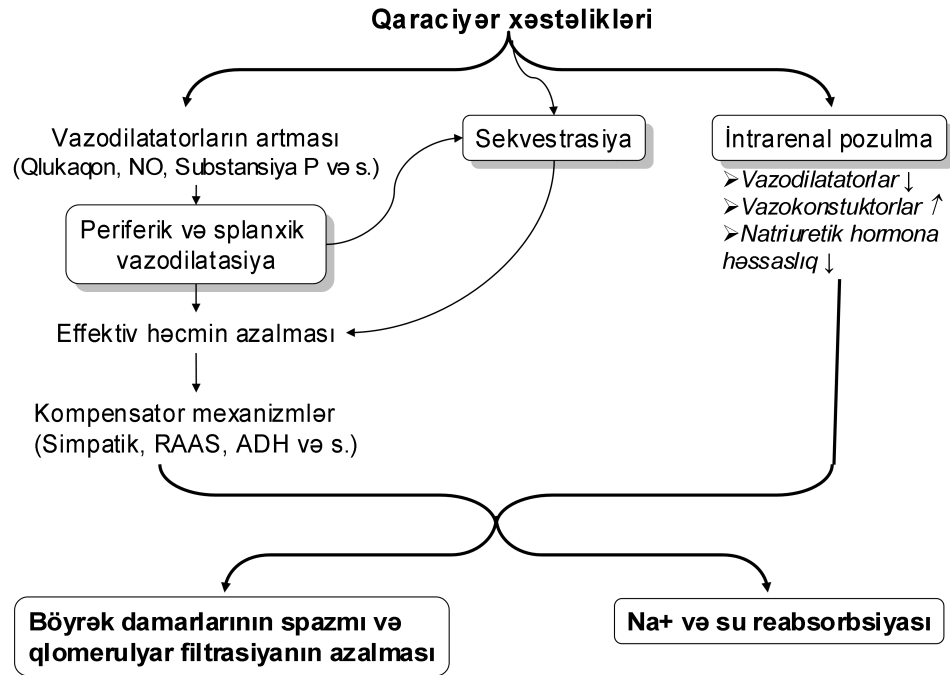 Qaraciyər xəstəlikləri
Vazodilatatorların artması
(Qlukaqon, NO, Substansiya P və s.)
Sekvestrasiya
İntrarenal pozulma
➢Vazodilatatorlar ↓
➢Vazokonstuktorlar ↑
➢Natriuretik hormona
həssaslıq ↓
Periferik və splanxik
vazodilatasiya
Effektiv həcmin azalması
Kompensator mexanizmlər
(Simpatik, RAAS, ADH və s.)
Böyrək damarlarının spazmı və
qlomerulyar filtrasiyanın azalması
Na+ və su reabsorbsiyası